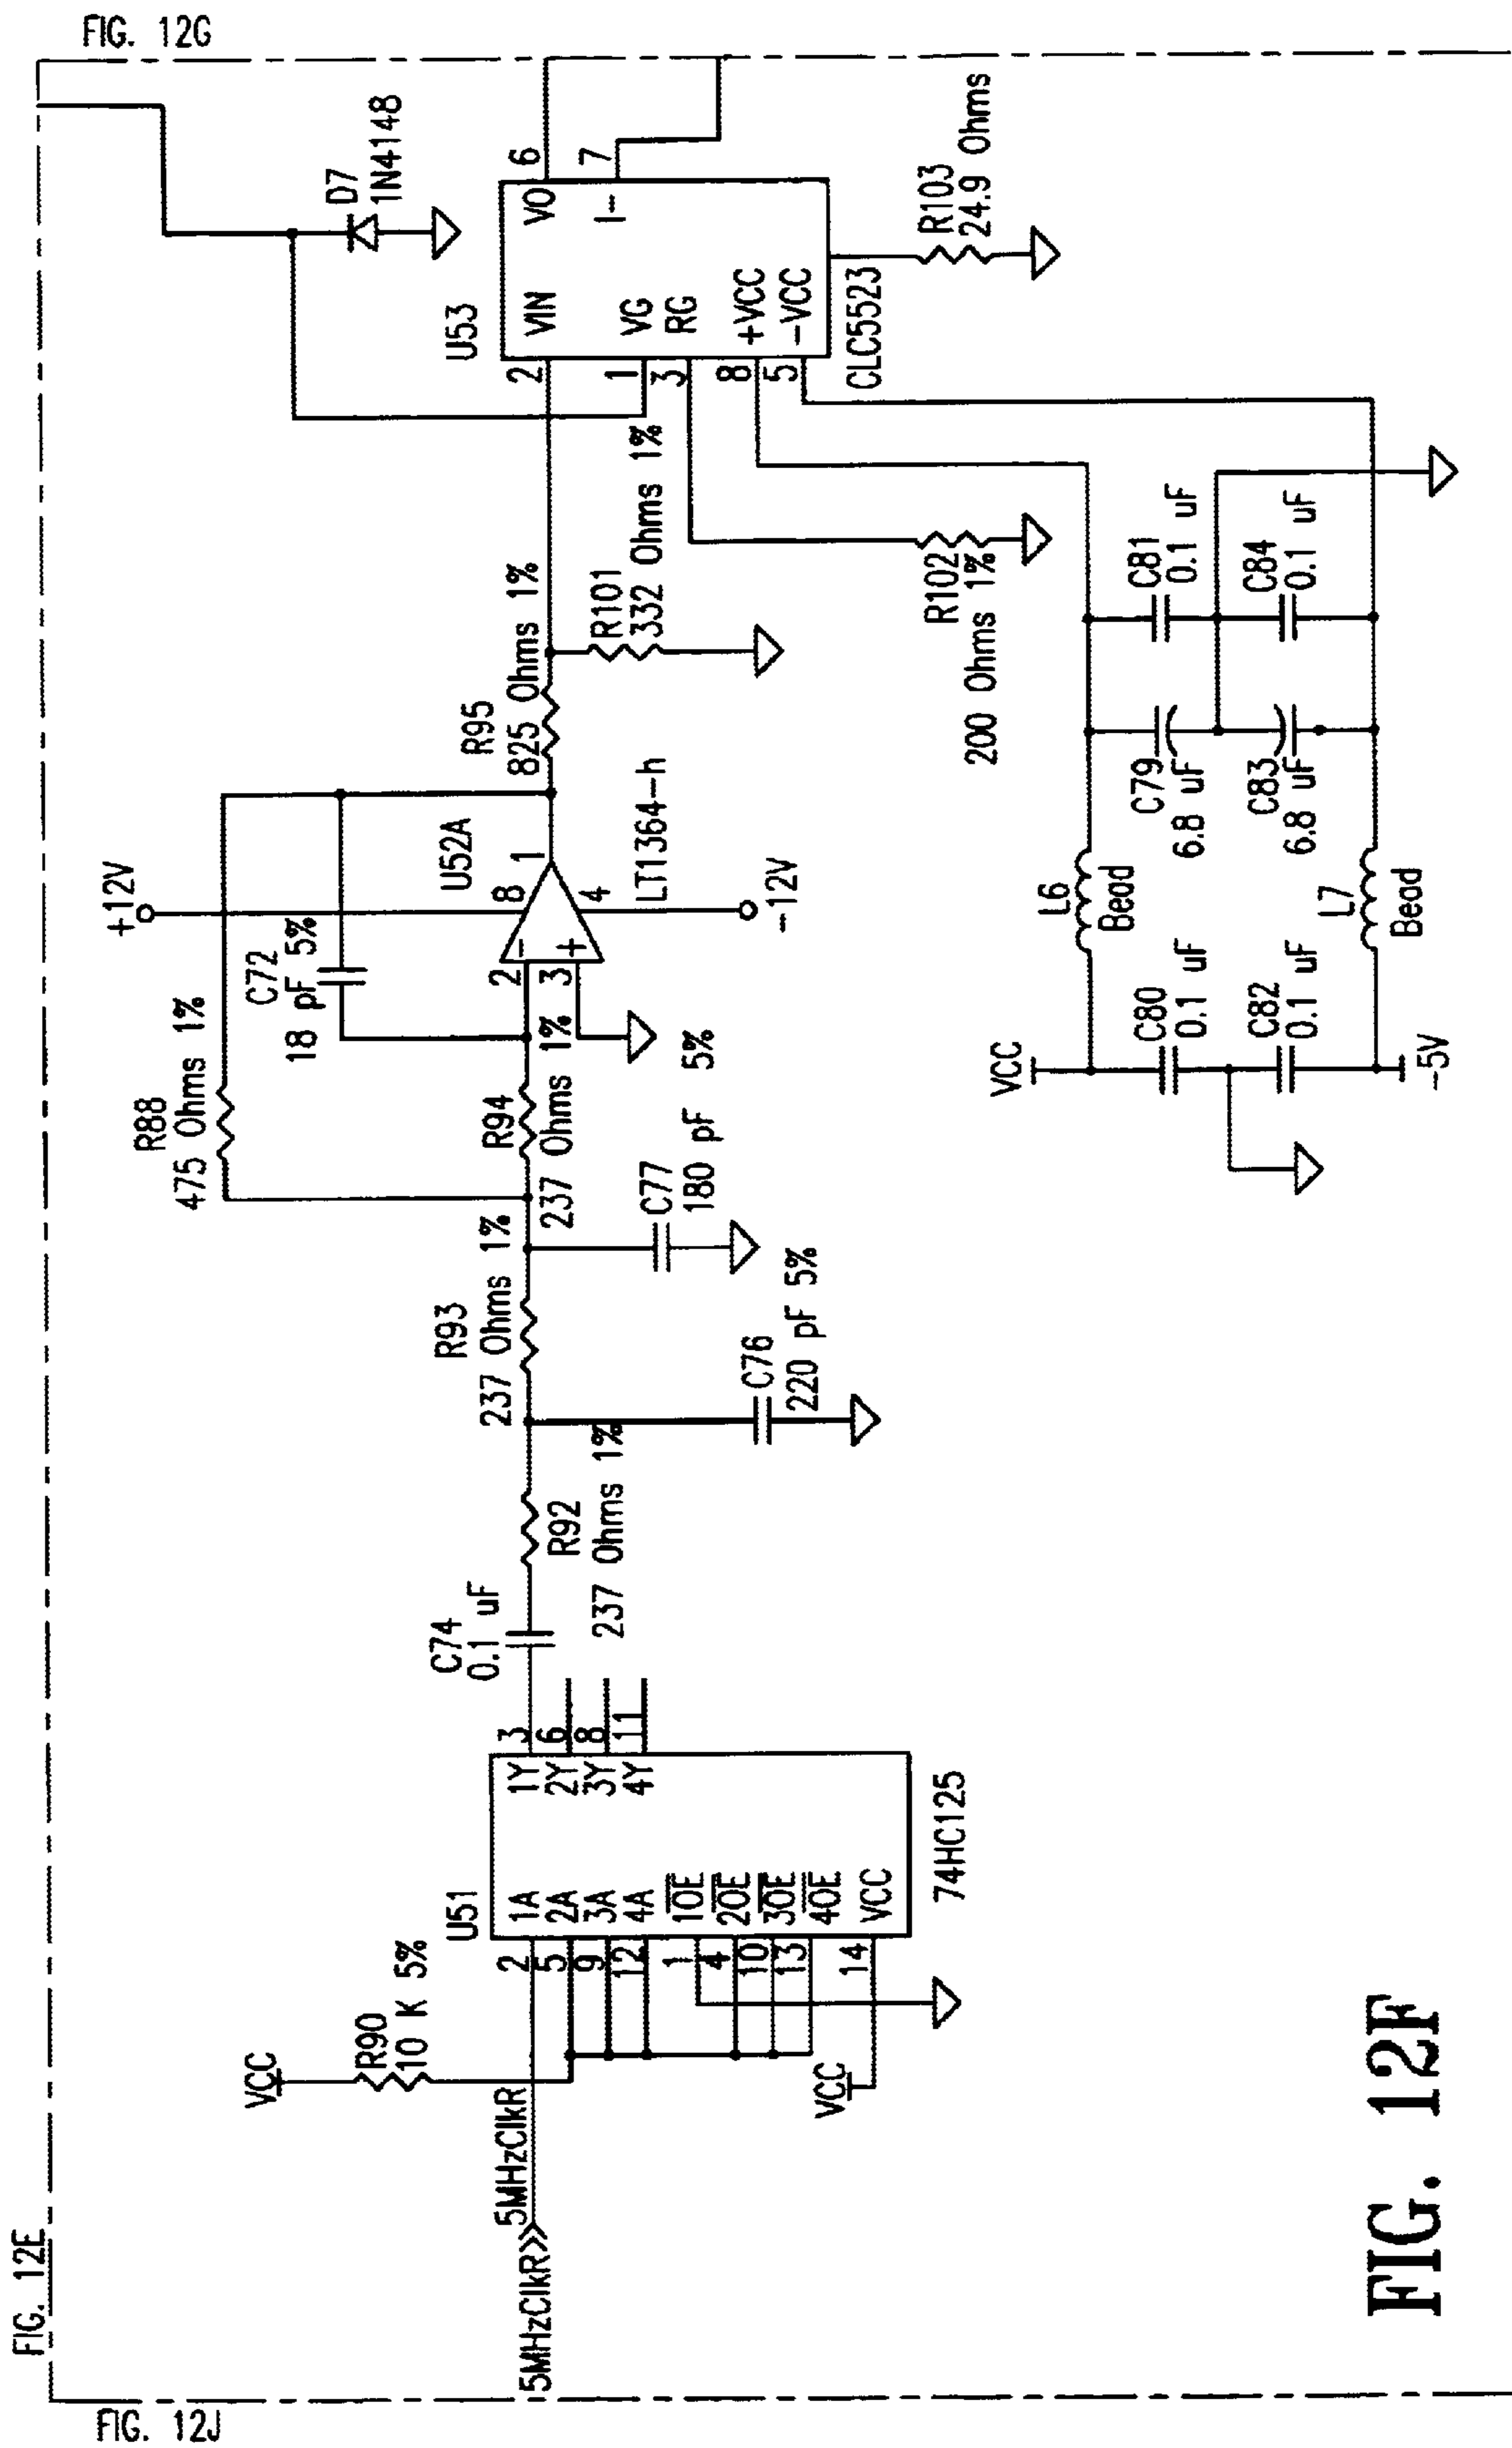 FIG. 12E
FIG. 12J
FIG. 12G
5MHzClkR
5MHzClkR
VCC
R90
10 K 5%
U51
2
5
9
12
1
4
10
13
14
1A
2A
3A
4A
1OE
2OE
3OE
4OE
VCC
1Y
2Y
3Y
4Y
3
6
8
11
74HC125
VCC
C74
0.1 uF
R92
237 Ohms 1%
C76
220 pF 5%
R93
237 Ohms 1%
C77
180 pF 5%
R94
237 Ohms 1%
R88
475 Ohms 1%
C72
18 pF 5%
+12V
U52A
2
3
8
4
1
-
+
LT1364-h
-12V
R95
825 Ohms 1%
R101
332 Ohms 1%
U53
2
1
3
8
5
VIN
VG
RG
+VCC
-VCC
VO
I-
6
7
CLC5523
D7
1N4148
R103
24.9 Ohms
R102
200 Ohms 1%
VCC
L6
Bead
C80
0.1 uF
C82
0.1 uF
C79
6.8 uF
C83
6.8 uF
C81
0.1 uF
C84
0.1 uF
L7
Bead
-5V
FIG. 12F